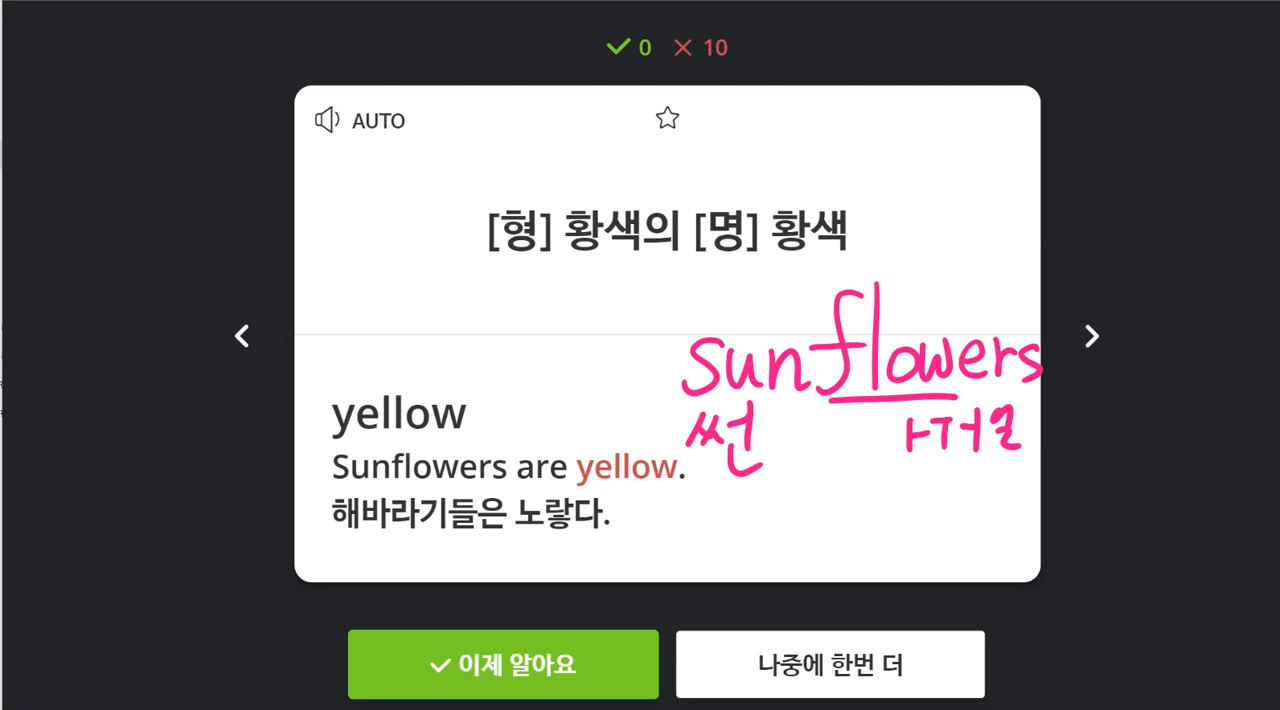 0 10
AUTO
[형] 황색의 [명] 황색
sunflowers
썬
yellow
Sunflowers are yellow.
해바라기들은 노랗다.
이제 알아요
나중에 한번 더